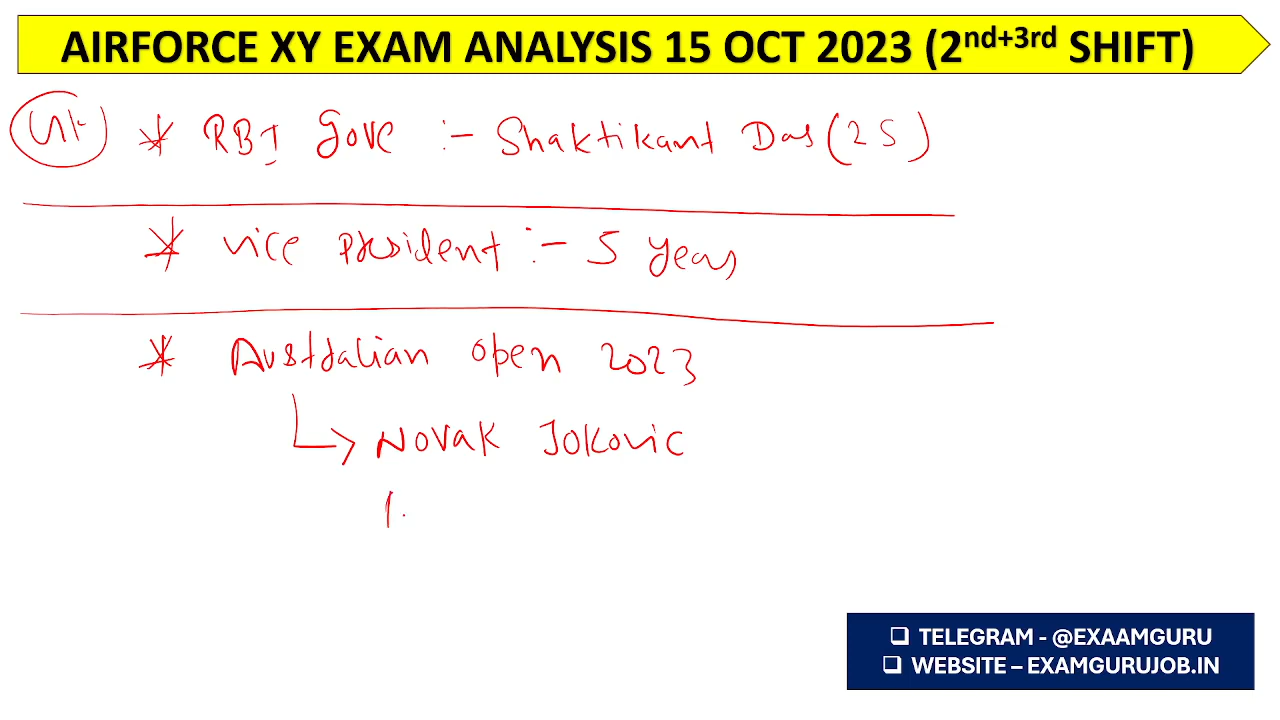 AIRFORCE XY EXAM ANALYSIS 15 OCT 2023 (2nd+3rd SHIFT)
* RBI Gove :- Shaktikant Das (25)
* Vice president :- 5 years
* Australian open 2023
↳ Novak Jokovic
❑ TELEGRAM - @EXAAMGURU
❑ WEBSITE – EXAMGURUJOB.IN